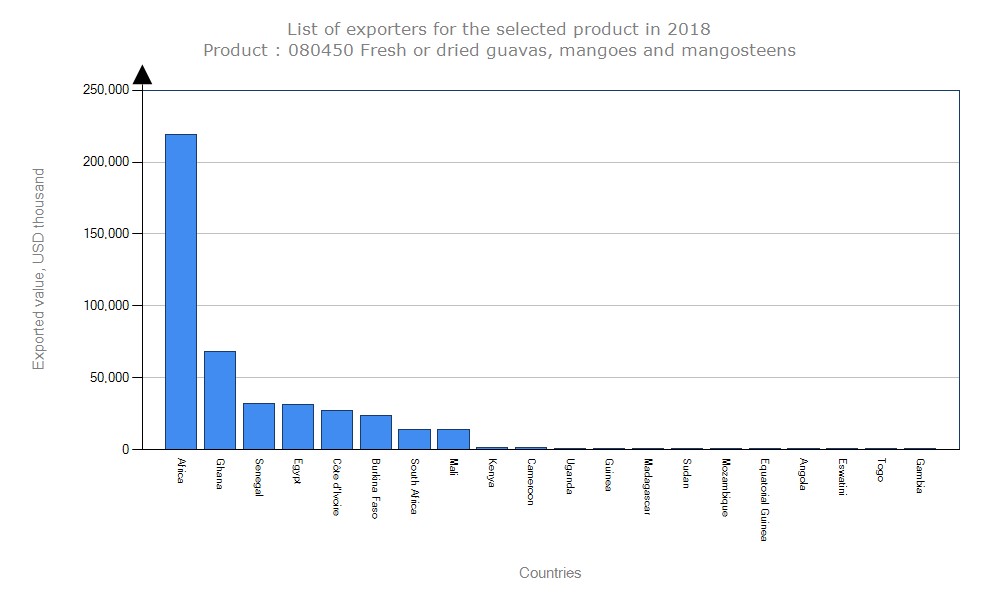 List of exporters for the selected product in 2018
Product : 080450 Fresh or dried guavas, mangoes and mangosteens
Exported value, USD thousand
250,000
200,000
150,000
100,000
50,000
0
Africa
Ghana
Senegal
Egypt
Côte d'Ivoire
Burkina Faso
South Africa
Mali
Kenya
Cameroon
Uganda
Guinea
Madagascar
Sudan
Mozambique
Equatorial Guinea
Angola
Eswatini
Togo
Gambia
Countries